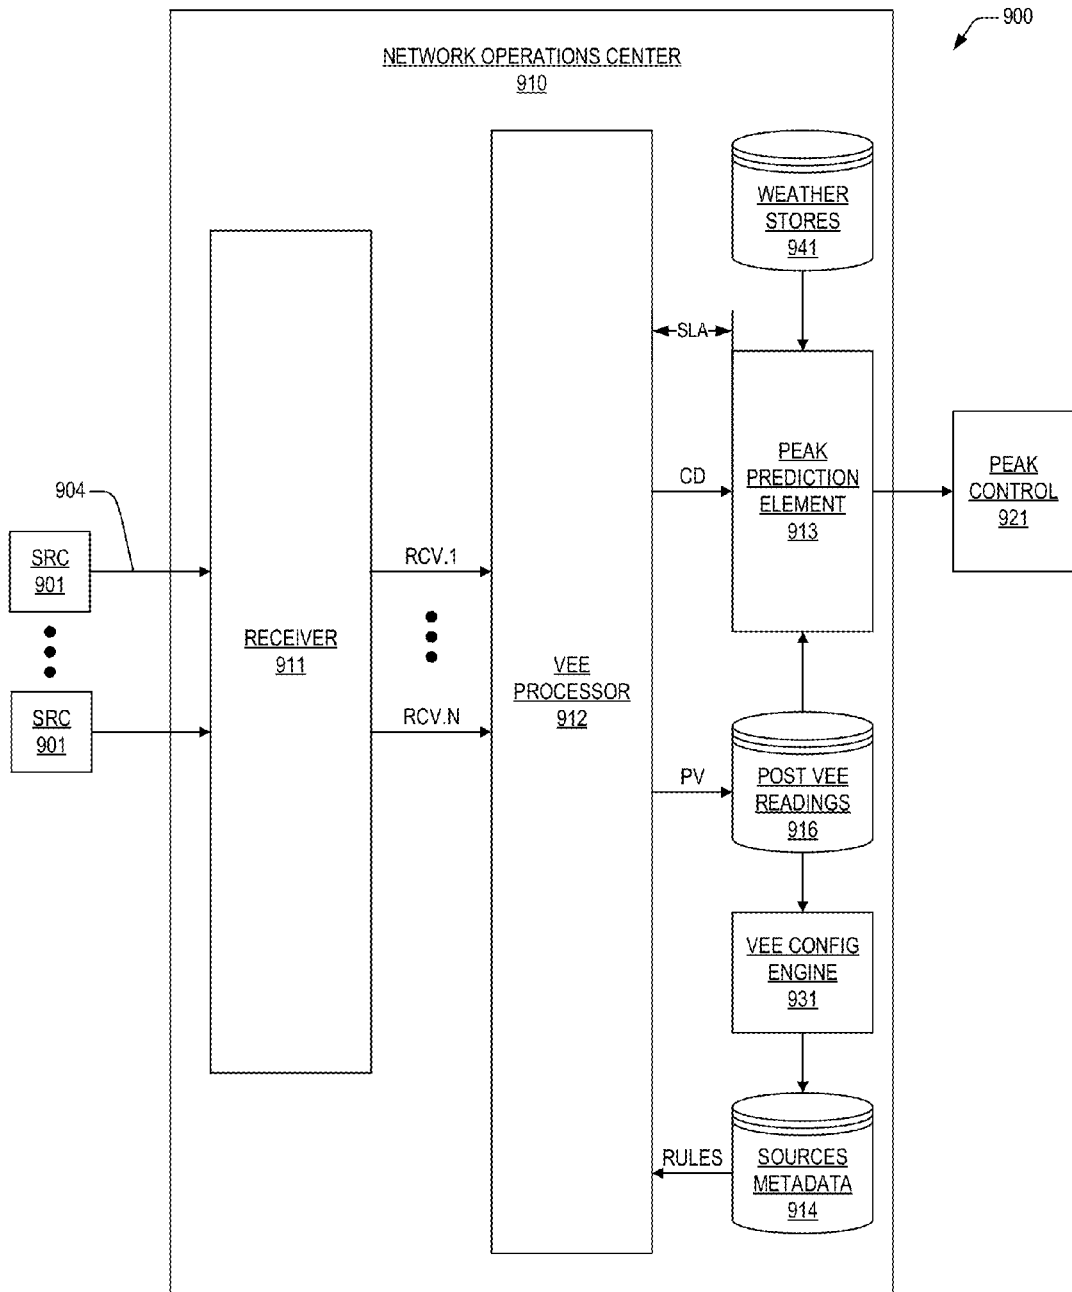 900
NETWORK OPERATIONS CENTER
910
WEATHER
STORES
941
SLA
PEAK
PREDICTION
ELEMENT
913
PEAK
CONTROL
921
CD
904
SRC
901
RCV.1
RECEIVER
911
VEE
PROCESSOR
912
SRC
901
RCV.N
PV
POST VEE
READINGS
916
VEE CONFIG
ENGINE
931
RULES
SOURCES
METADATA
914